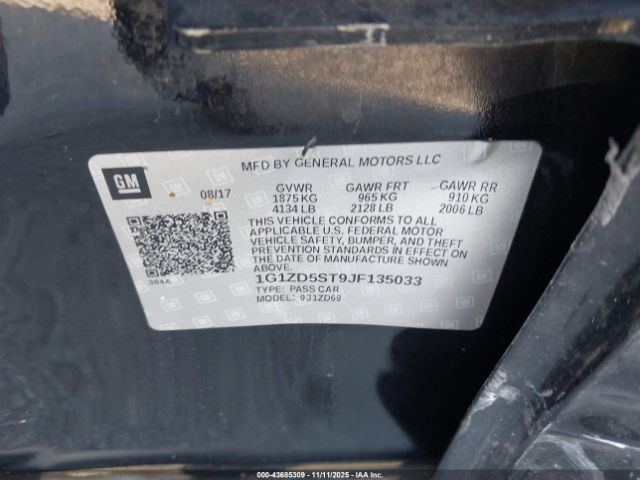 MFD BY GENERAL MOTORS LLC
GM
08/17
GVWR GAWR FRT GAWR RR
1875 KG 965 KG 910 KG
4134 LB 2128 LB 2006 LB
THIS VEHICLE CONFORMS TO ALL
APPLICABLE U.S. FEDERAL MOTOR
VEHICLE SAFETY, BUMPER, AND THEFT
PREVENTION STANDARDS IN EFFECT ON
THE DATE OF MANUFACTURE SHOWN
ABOVE.
384A
1G1ZD5ST9JF135033
TYPE: PASS CAR
MODEL: 931ZD69
© 43685309 - 11/11/2025 - IAAI.COM